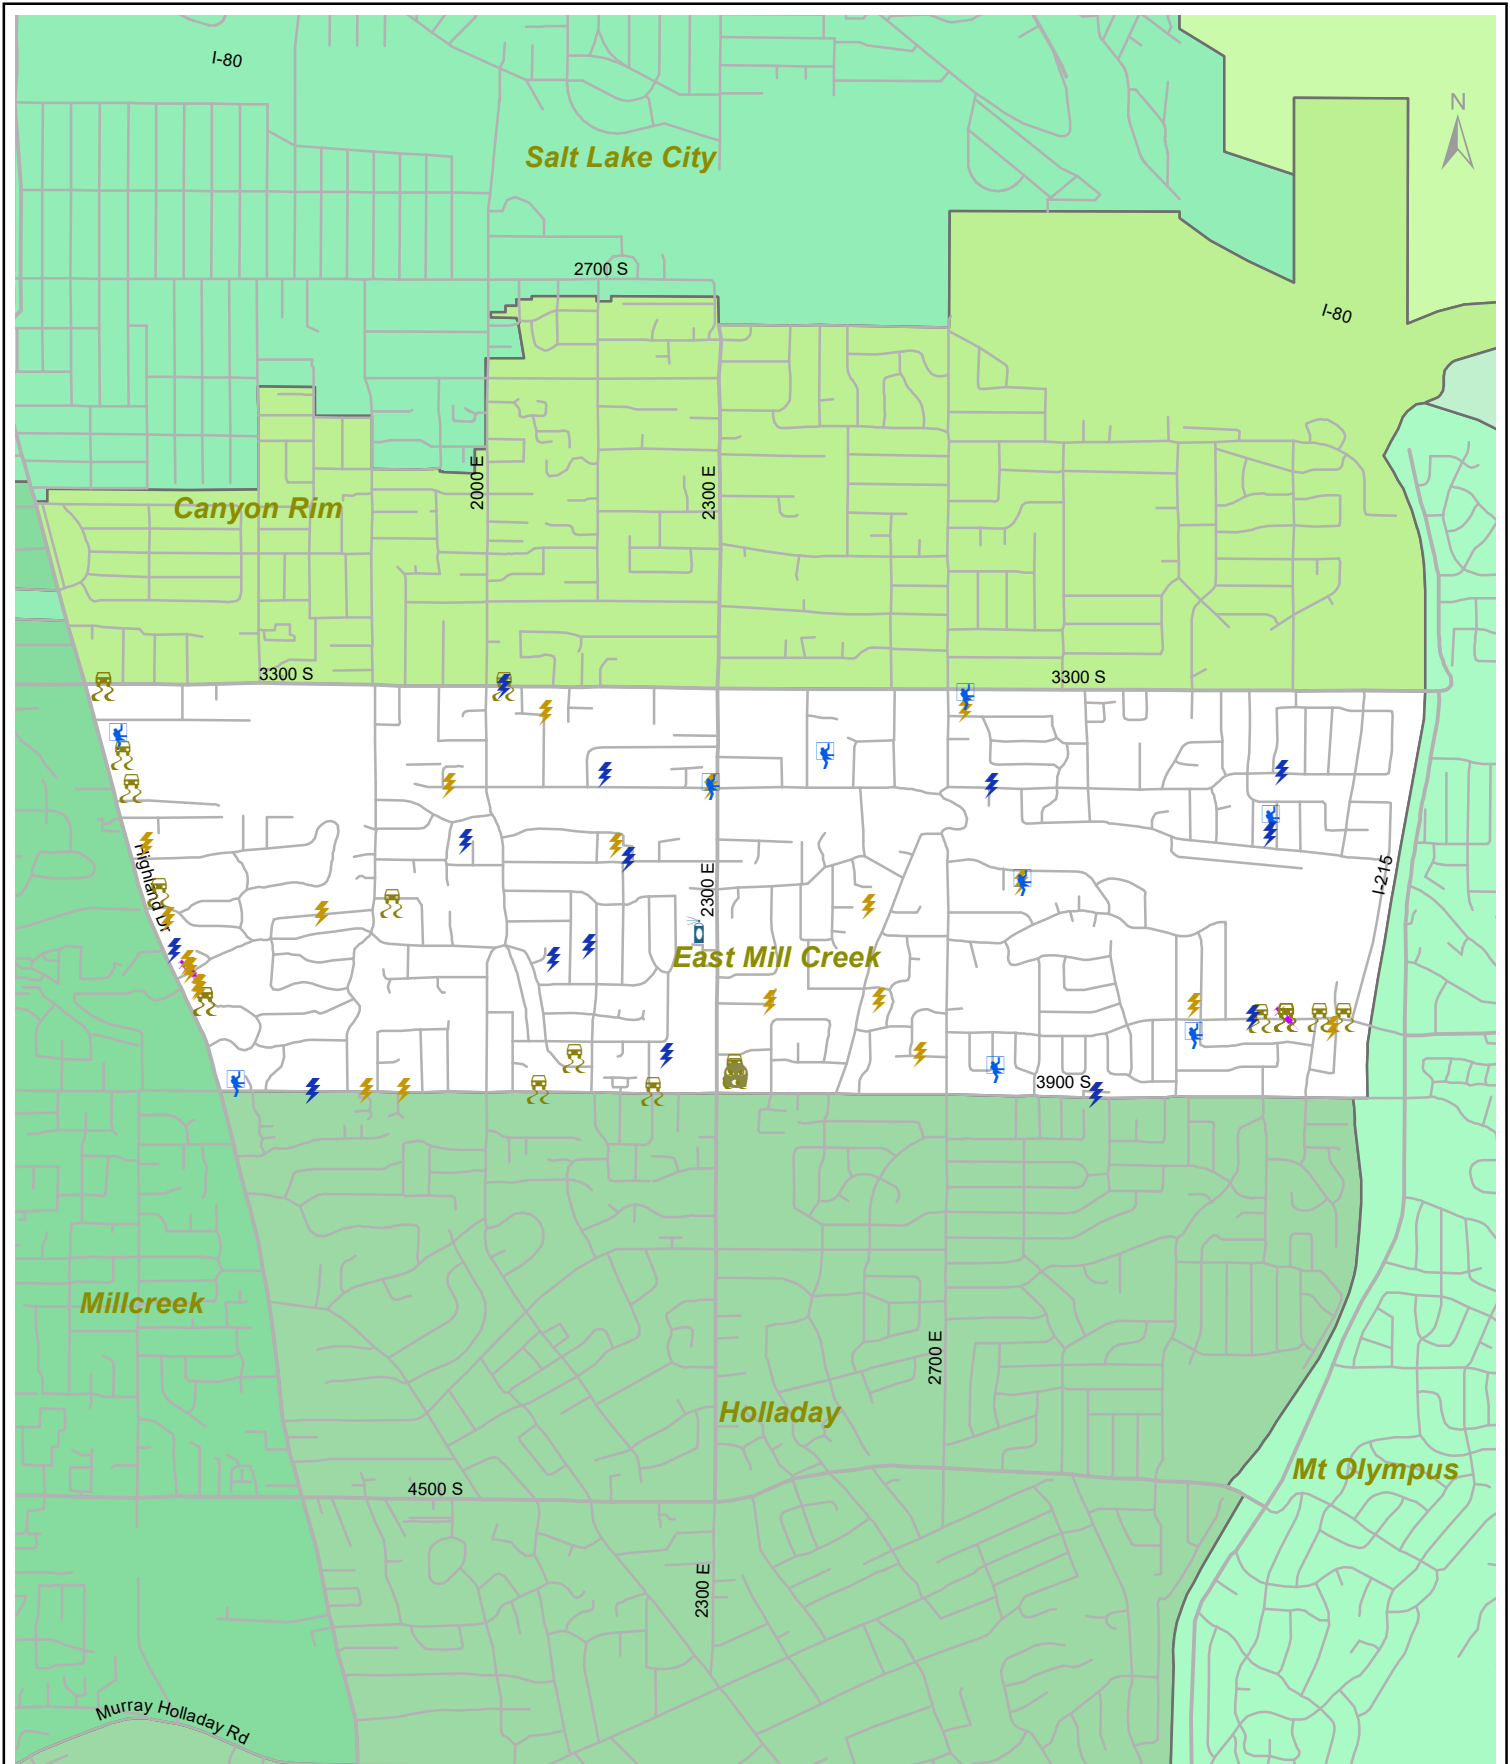 I-80
N
Salt Lake City
2700 S
I-80
2000 E
2300 E
Canyon Rim
3300 S
3300 S
Highland Dr
2300 E
I-215
East Mill Creek
3900 S
Millcreek
2700 E
Holladay
Mt Olympus
4500 S
2300 E
Murray Holladay Rd